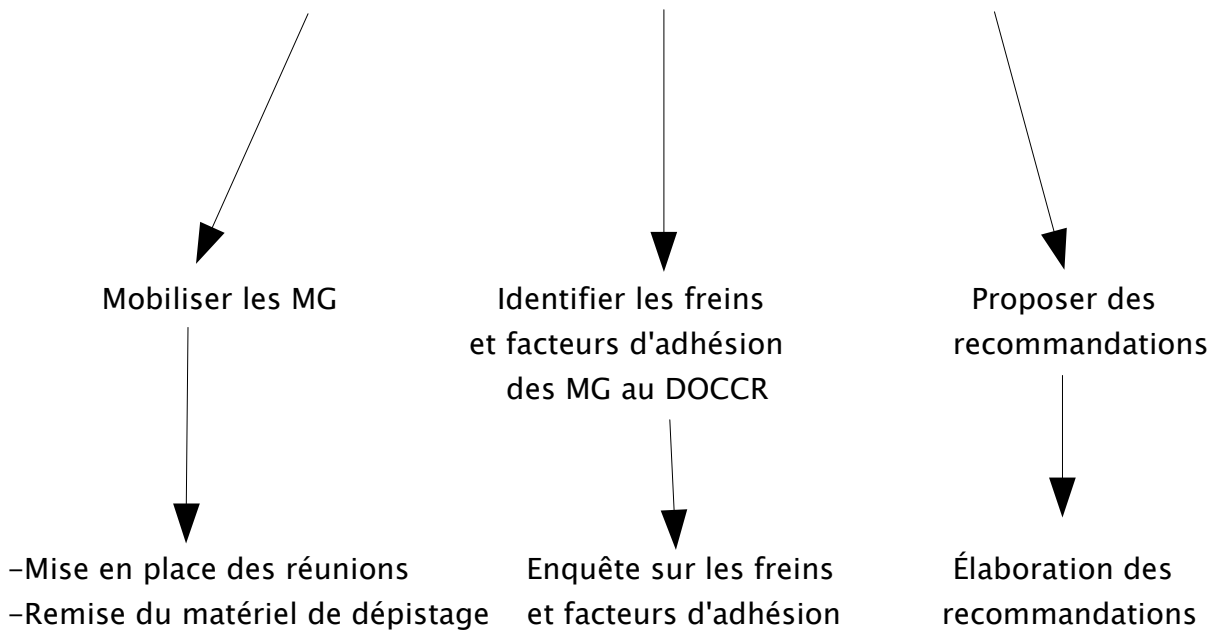 Mobiliser les MG
Identifier les freins
et facteurs d'adhésion
des MG au DOCCR
Proposer des
recommandations
–Mise en place des réunions
–Remise du matériel de dépistage
Enquête sur les freins
et facteurs d'adhésion
Élaboration des
recommandations